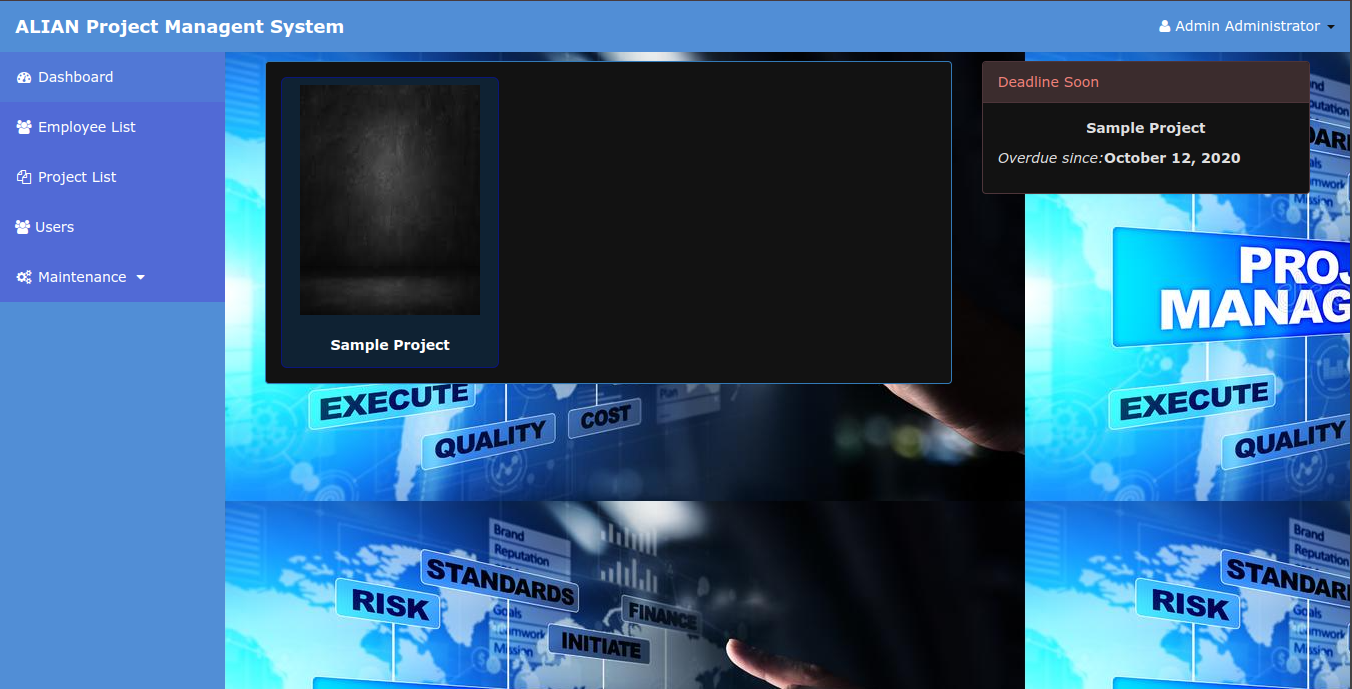 ALIAN Project Managent System
Admin Administrator
Dashboard
Employee List
Project List
Users
Maintenance
Sample Project
Deadline Soon
Sample Project
Overdue since:October 12, 2020
PROJ
MANAG
EXECUTE
QUALITY
COST
Plan
EXECUTE
QUALITY
Brand
Reputation
STANDARDS
RISK
Goals
Teamwork
Mission
FINANCE
INITIATE
Brand
Reputation
STANDAR
RISK
Goals
Teamwork
Mission